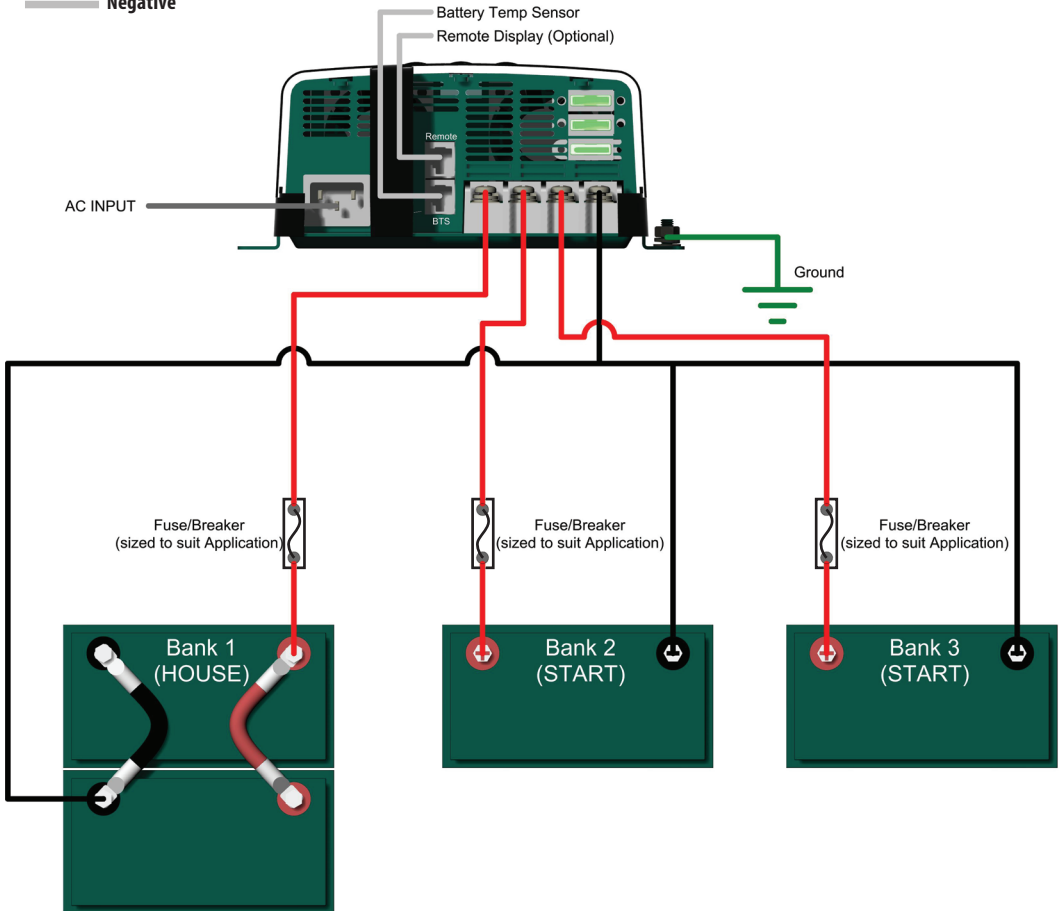 Negative
Battery Temp Sensor
Remote Display (Optional)
Remote
AC INPUT
BTS
Ground
Fuse/Breaker
(sized to suit Application)
Fuse/Breaker
(sized to suit Application)
Fuse/Breaker
(sized to suit Application)
Bank 1
(HOUSE)
Bank 2
(START)
Bank 3
(START)